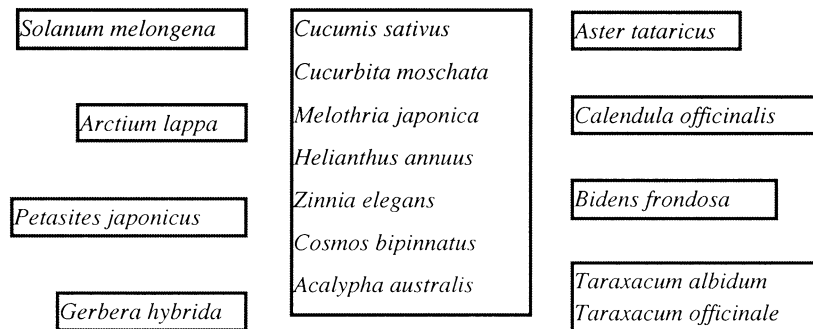 Solanum melongena
Arctium lappa
Petasites japonicus
Gerbera hybrida
Cucumis sativus
Cucurbita moschata
Melothria japonica
Helianthus annuus
Zinnia elegans
Cosmos bipinnatus
Acalypha australis
Aster tataricus
Calendula officinalis
Bidens frondosa
Taraxacum albidum
Taraxacum officinale